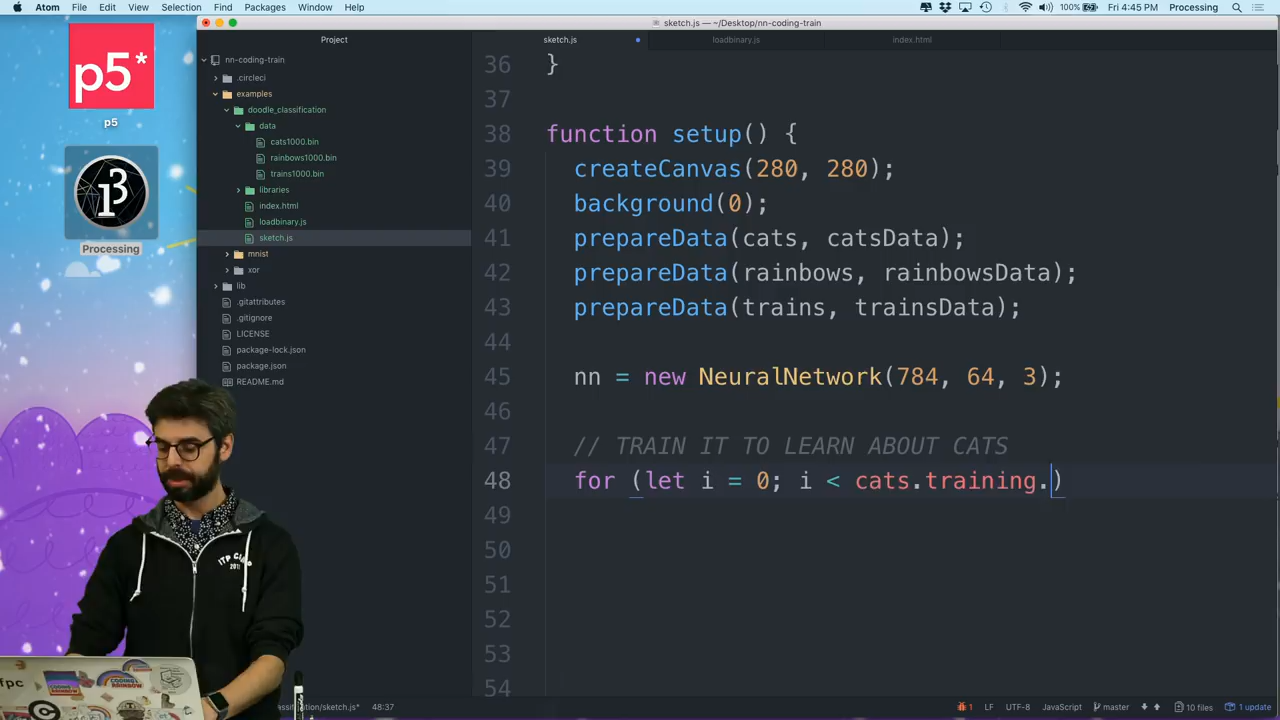 Atom File Edit View Selection Find Packages Window Help
100% Fri 4:45 PM Processing
sketch.js — ~/Desktop/nn-coding-train
p5*
p5
Processing
Project
nn-coding-train
.circleci
examples
doodle_classification
data
cats1000.bin
rainbows1000.bin
trains1000.bin
libraries
index.html
loadbinary.js
sketch.js
mnist
xor
lib
.gitattributes
.gitignore
LICENSE
package-lock.json
package.json
README.md
sketch.js loadbinary.js index.html
36 }
37
38 function setup() {
39 createCanvas(280, 280);
40 background(0);
41 prepareData(cats, catsData);
42 prepareData(rainbows, rainbowsData);
43 prepareData(trains, trainsData);
44
45 nn = new NeuralNetwork(784, 64, 3);
46
47 // TRAIN IT TO LEARN ABOUT CATS
48 for (let i = 0; i < cats.training.)
49
50
51
52
53
54
ification/sketch.js* 48:37
1 LF UTF-8 JavaScript master 10 files 1 update
ITP
fpc